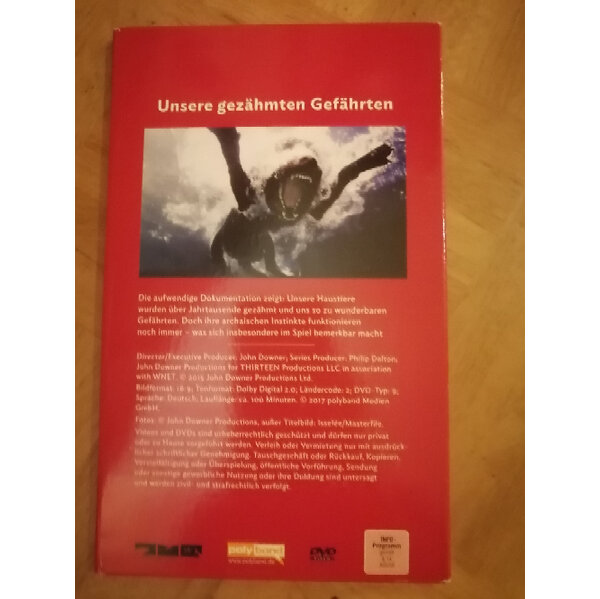 Unsere gezähmten Gefährten
Die aufwendige Dokumentation zeigt: Unsere Haustiere
wurden über Jahrtausende gezähmt und uns so zu wunderbaren
Gefährten. Doch ihre archaischen Instinkte funktionieren
noch immer – was sich insbesondere im Spiel bemerkbar macht
Director/Executive Producer: John Downer; Series Producer: Philip Dalton;
John Downer Productions for THIRTEEN Productions LLC in association
with WNET. © 2015 John Downer Productions Ltd.
Bildformat: 16:9; Tonformat: Dolby Digital 2.0; Ländercode: 2; DVD-Typ: 9;
Sprache: Deutsch, Lauflänge: ca. 100 Minuten. © 2017 polyband Medien
GmbH.
Fotos: © John Downer Productions, außer Titelbild: Isselée/Masterfile.
Videos und DVDs sind urheberrechtlich geschützt und dürfen nur privat
oder zu Hause vorgeführt werden. Verleih oder Vermietung nur mit ausdrück-
licher schriftlicher Genehmigung. Tauschgeschäft oder Rückkauf, Kopieren,
Vervielfältigung oder Überspielung, öffentliche Vorführung, Sendung
oder sonstige gewerbliche Nutzung oder ihre Duldung sind untersagt
und werden zivil- und strafrechtlich verfolgt.
polyband
www.polyband.de
DVD
INFO-
Programm
gemäß
§ 14